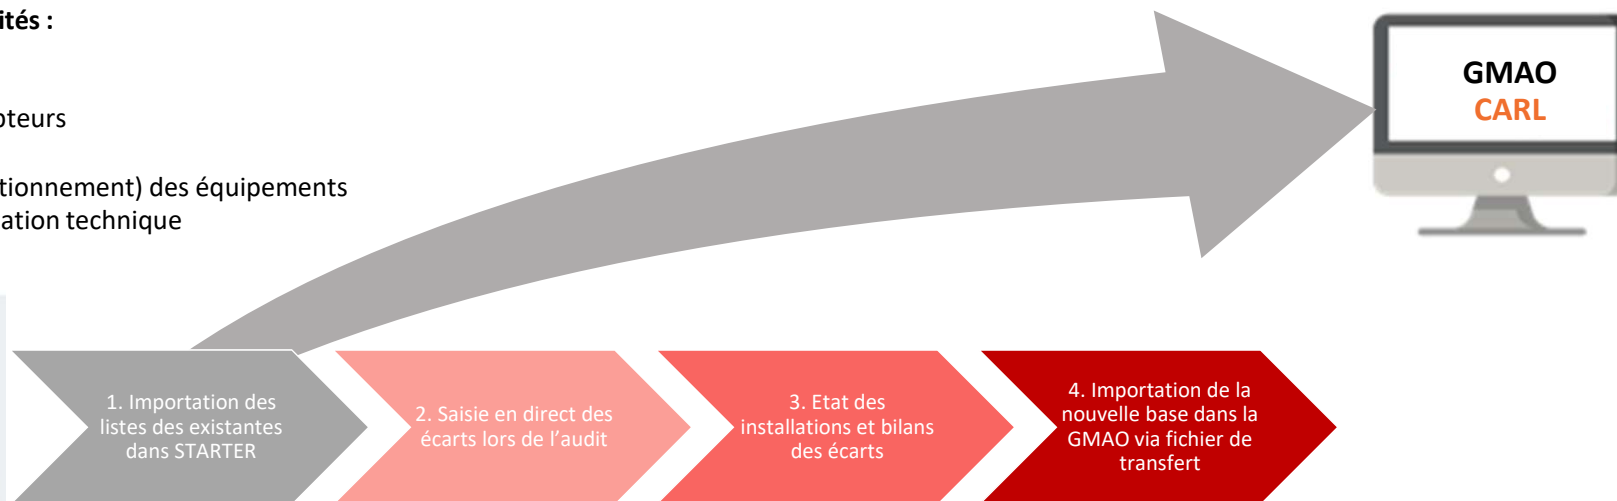 ités :
pteurs
tionnement) des équipements
ation technique
GMAO
CARL
1. Importation des
listes des existantes
dans STARTER
2. Saisie en direct des
écarts lors de l'audit
3. Etat des
installations et bilans
des écarts
4. Importation de la
nouvelle base dans la
GMAO via fichier de
transfert